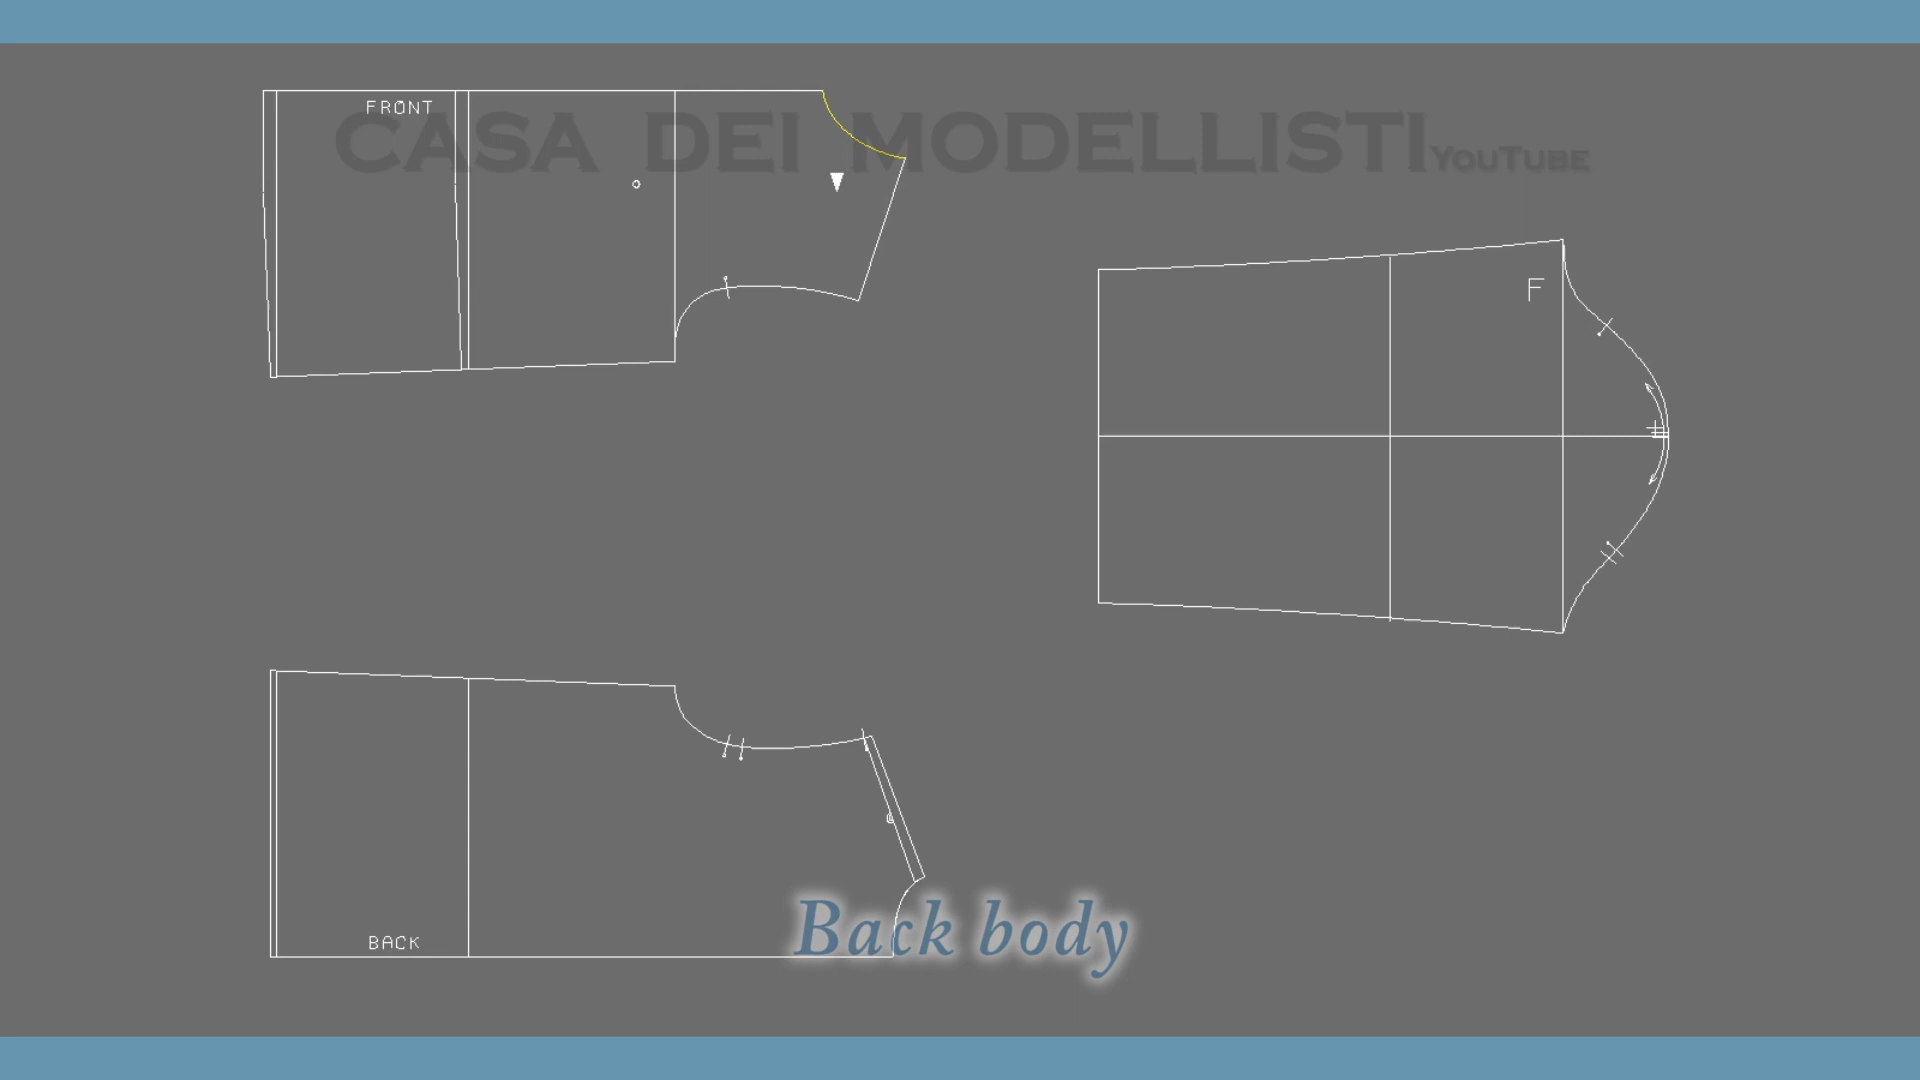 FRONT
CASA DEI MODELLISTI YOUTUBE
F
BACK
Back body